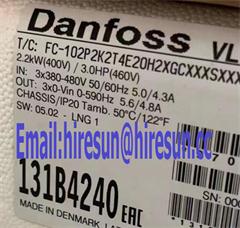 Danfoss VL
T/C: FC-102P2K2T4E20H2XGCXXXSXXX
2.2kW(400V) / 3.0HP(460V)
IN: 3x380-480V 50/60Hz 5.0/4.3A
OUT: 3x0-Vin 0-590Hz 5.6/4.8A
CHASSIS/IP20 Tamb. 50°C/122°F
SW: 05.02 - LNG 1
Email:hiresun@hiresun.cn
131B4240 EAC
MADE IN DENMARK